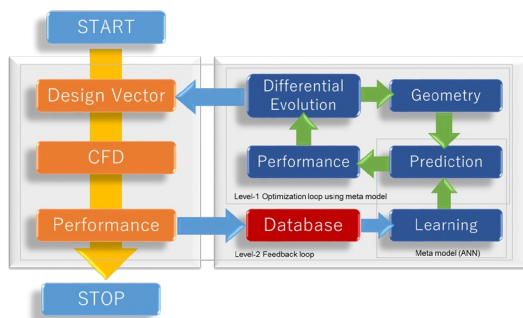 START
Design Vector
CFD
Performance
STOP
Differential
Evolution
Geometry
Performance
Prediction
Level-1 Optimization loop using meta model
Database
Learning
Level-2 Feedback loop
Meta model (ANN)